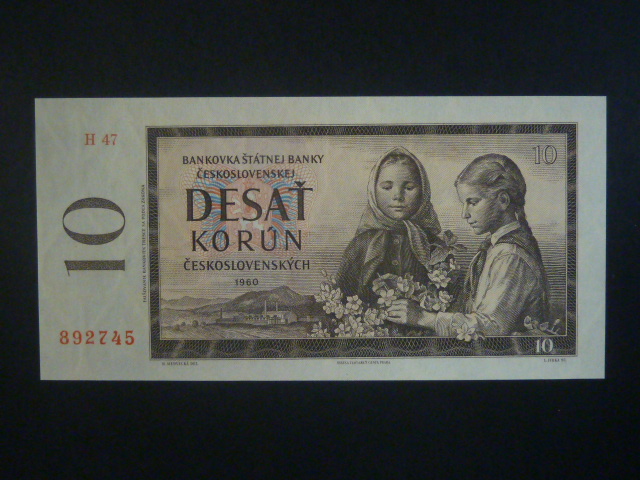 H 47
10
892745
BANKOVKA ŠTÁTNEJ BANKY
ČESKOSLOVENSKEJ
DESAŤ
KORÚN
ČESKOSLOVENSKÝCH
1960
10
10